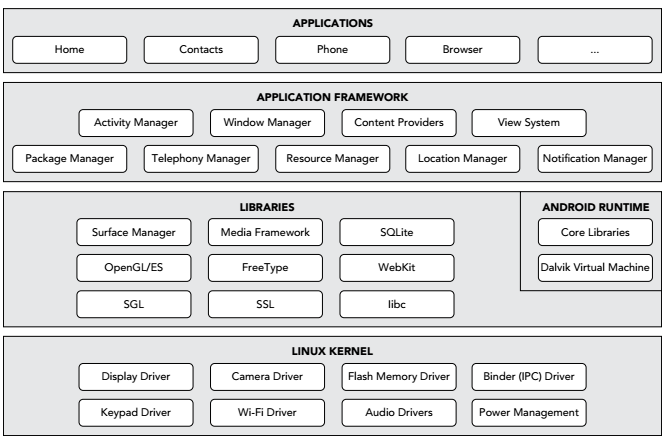 APPLICATIONS
Home Contacts Phone Browser ...
APPLICATION FRAMEWORK
Activity Manager Window Manager Content Providers View System
Package Manager Telephony Manager Resource Manager Location Manager Notification Manager
LIBRARIES ANDROID RUNTIME
Surface Manager Media Framework SQLite Core Libraries
OpenGL/ES FreeType WebKit Dalvik Virtual Machine
SGL SSL libc
LINUX KERNEL
Display Driver Camera Driver Flash Memory Driver Binder (IPC) Driver
Keypad Driver Wi-Fi Driver Audio Drivers Power Management